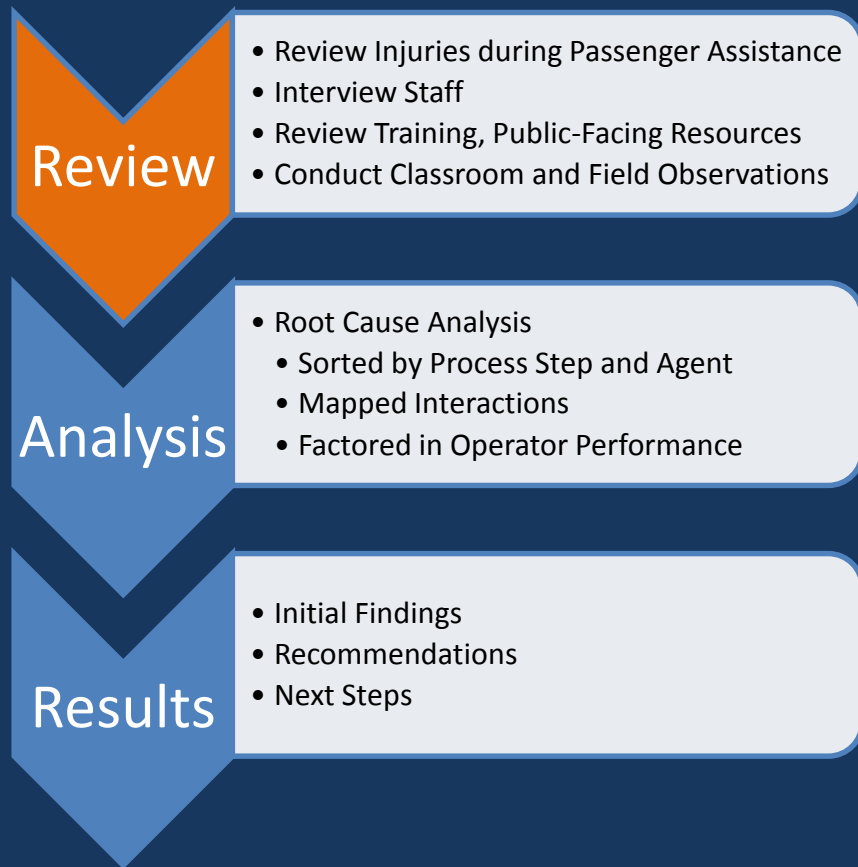 Review
• Review Injuries during Passenger Assistance
• Interview Staff
• Review Training, Public-Facing Resources
• Conduct Classroom and Field Observations
Analysis
• Root Cause Analysis
• Sorted by Process Step and Agent
• Mapped Interactions
• Factored in Operator Performance
Results
• Initial Findings
• Recommendations
• Next Steps